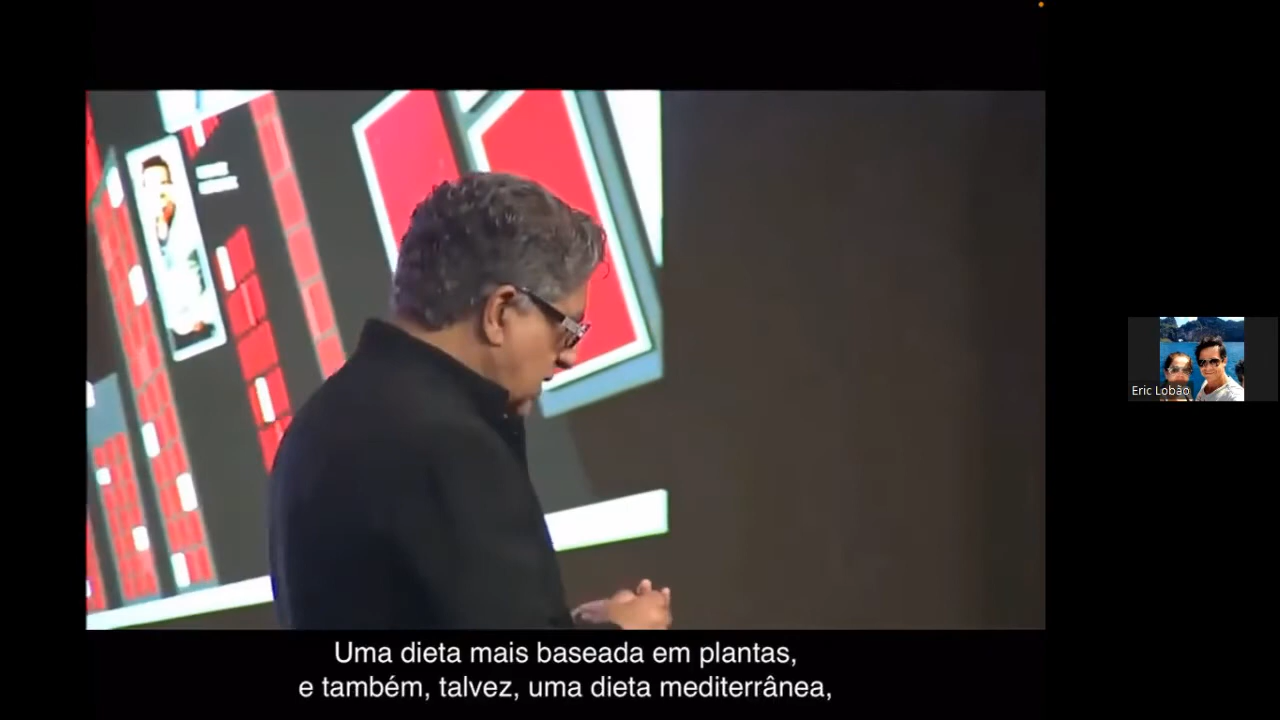 Uma dieta mais baseada em plantas,
e também, talvez, uma dieta mediterrânea,
Eric Lobão